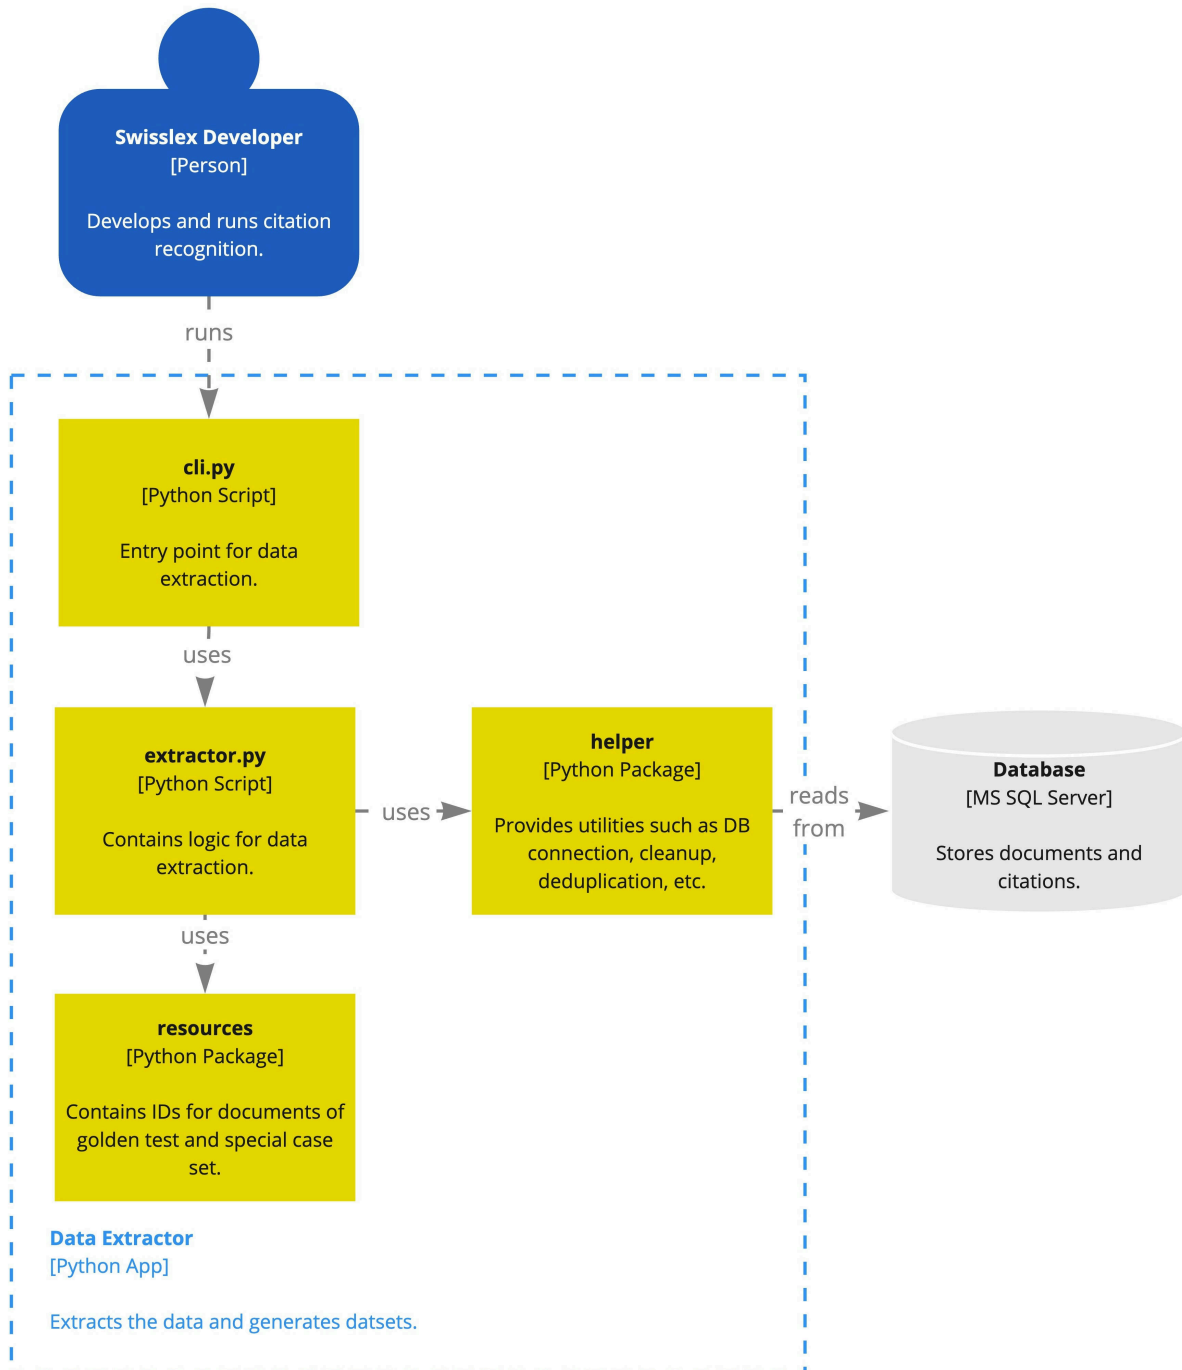 Swisslex Developer
[Person]
Develops and runs citation
recognition.
runs
cli.py
[Python Script]
Entry point for data
extraction.
uses
extractor.py
[Python Script]
Contains logic for data
extraction.
uses
helper
[Python Package]
Provides utilities such as DB
connection, cleanup,
deduplication, etc.
reads
from
Database
[MS SQL Server]
Stores documents and
citations.
uses
resources
[Python Package]
Contains IDs for documents of
golden test and special case
set.
Data Extractor
[Python App]
Extracts the data and generates datsets.